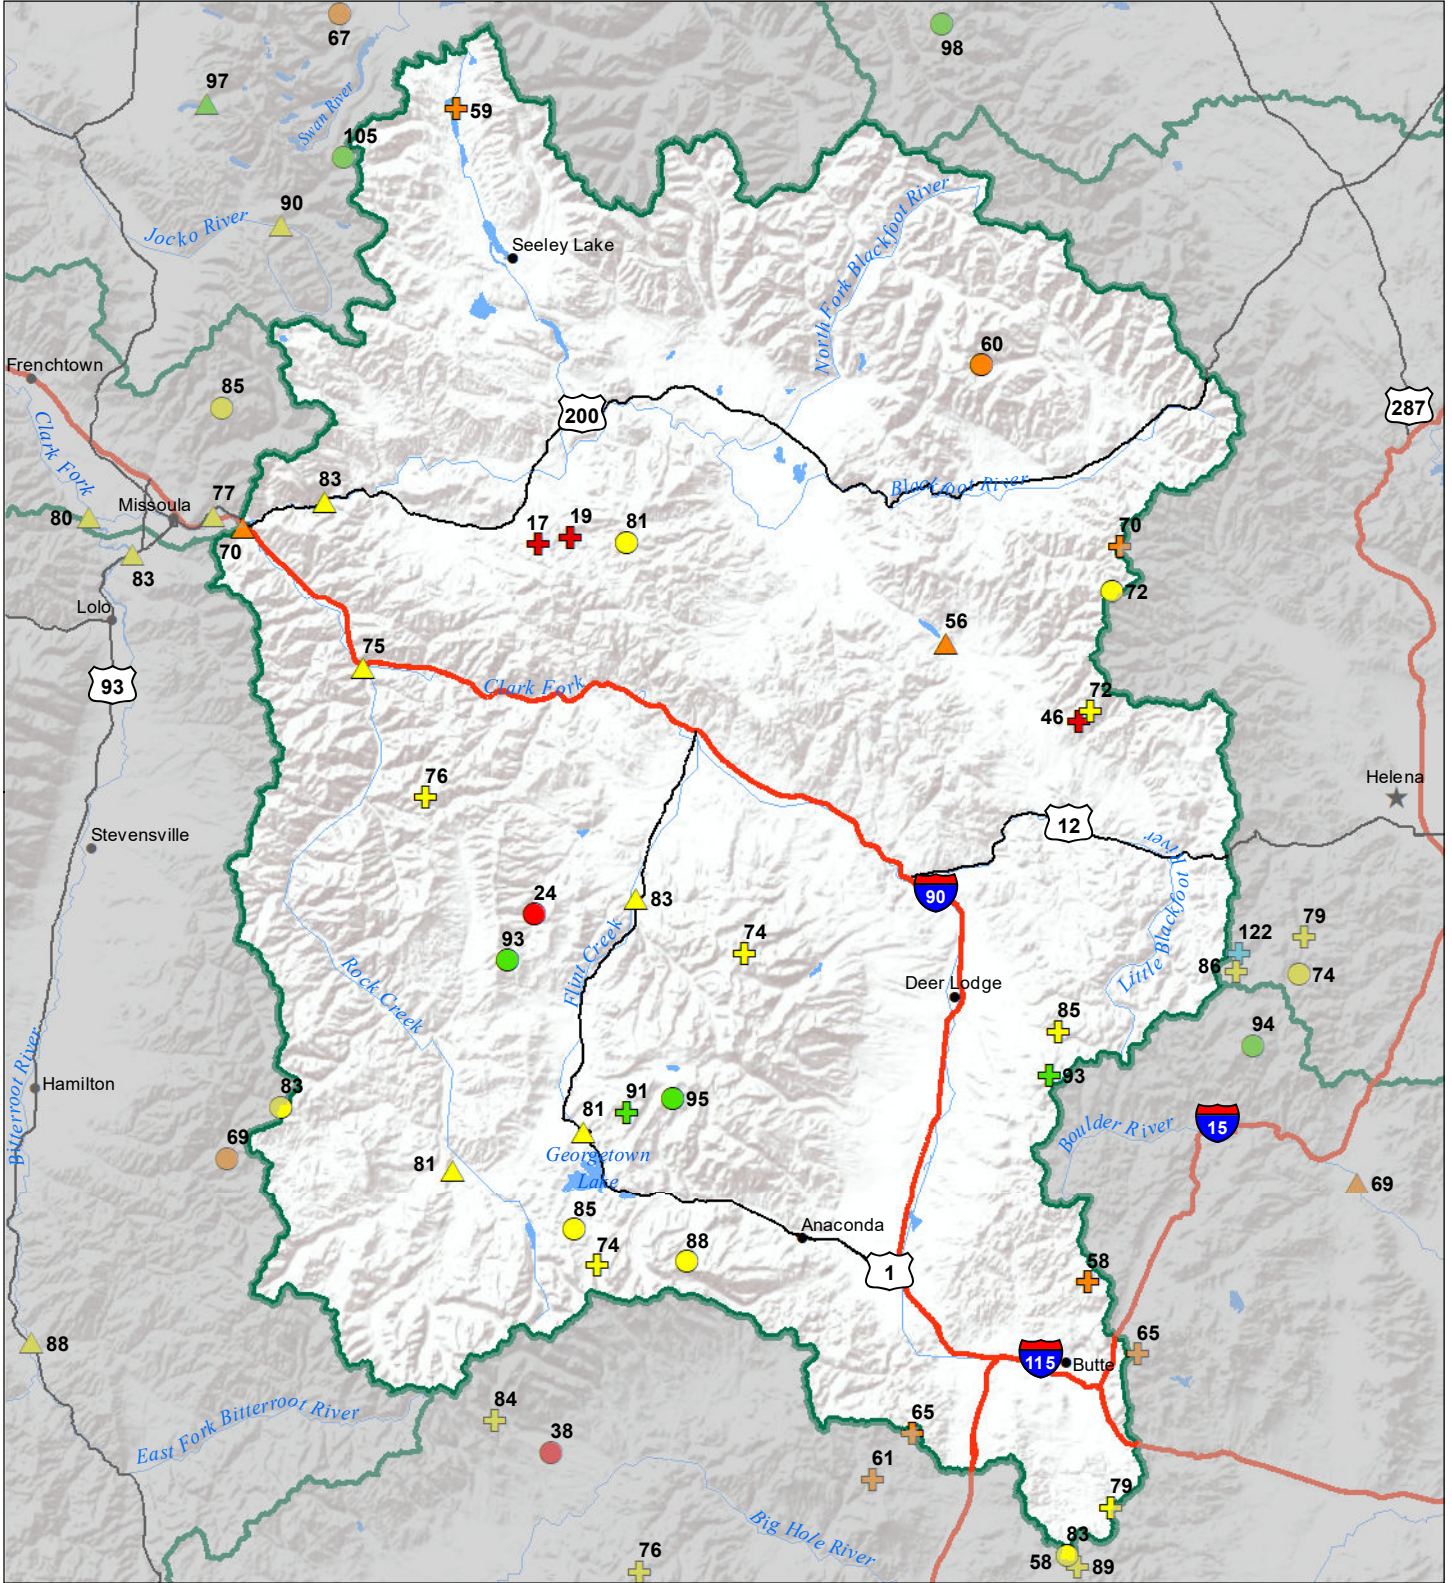 67
98
97
Swan River
59
105
90
Jocko River
North Fork Blackfoot River
Seeley Lake
60
Frenchtown
85
200
287
Clark Fork
83
Blackfoot River
77
Missoula
80
17
19
81
70
70
83
72
Lolo
56
75
93
Clark Fork
72
46
76
Helena
12
Stevensville
River
24
90
83
93
74
Little Blackfoot
122
79
Flint Creek
86
74
Rock Creek
Deer Lodge
85
94
Bitterroot River
Hamilton
83
93
91
95
81
15
Boulder River
Georgetown
Lake
69
81
69
85
Anaconda
74
88
1
58
88
65
115
Butte
84
East Fork Bitterroot River
65
38
61
79
Big Hole River
83
76
58
89